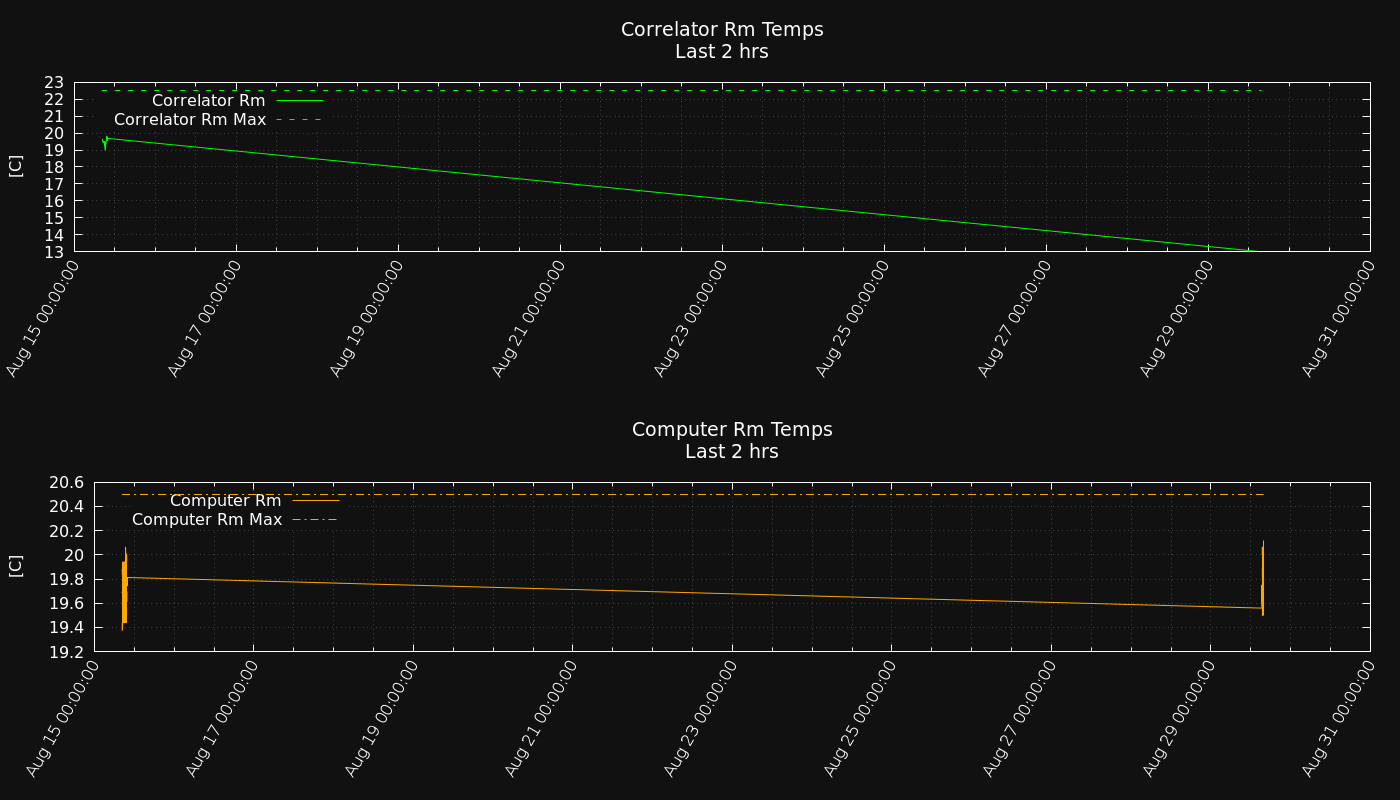 Correlator Rm Temps
Last 2 hrs
23
22
21
20
19
18
17
16
15
14
13
[C]
Correlator Rm
Correlator Rm Max
Aug 15 00:00:00
Aug 17 00:00:00
Aug 19 00:00:00
Aug 21 00:00:00
Aug 23 00:00:00
Aug 25 00:00:00
Aug 27 00:00:00
Aug 29 00:00:00
Aug 31 00:00:00
Computer Rm Temps
Last 2 hrs
20.6
20.4
20.2
20
19.8
19.6
19.4
19.2
[C]
Computer Rm
Computer Rm Max
Aug 15 00:00:00
Aug 17 00:00:00
Aug 19 00:00:00
Aug 21 00:00:00
Aug 23 00:00:00
Aug 25 00:00:00
Aug 27 00:00:00
Aug 29 00:00:00
Aug 31 00:00:00